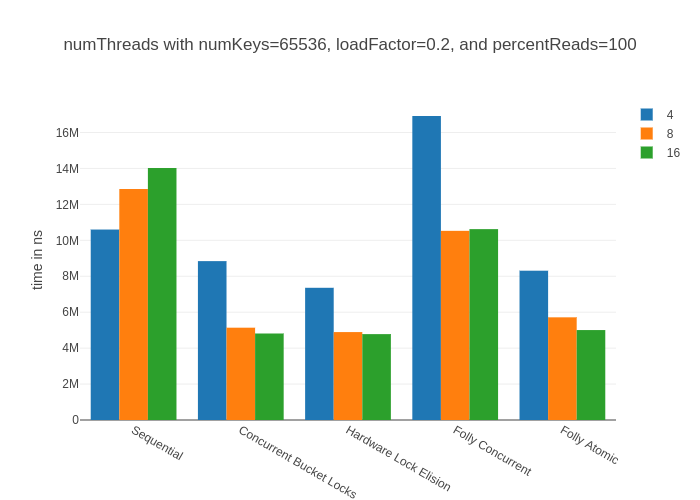 numThreads with numKeys=65536, loadFactor=0.2, and percentReads=100
4
8
16
time in ns
16M
14M
12M
10M
8M
6M
4M
2M
0
Sequential
Concurrent Bucket Locks
Hardware Lock Elision
Folly Concurrent
Folly Atomic